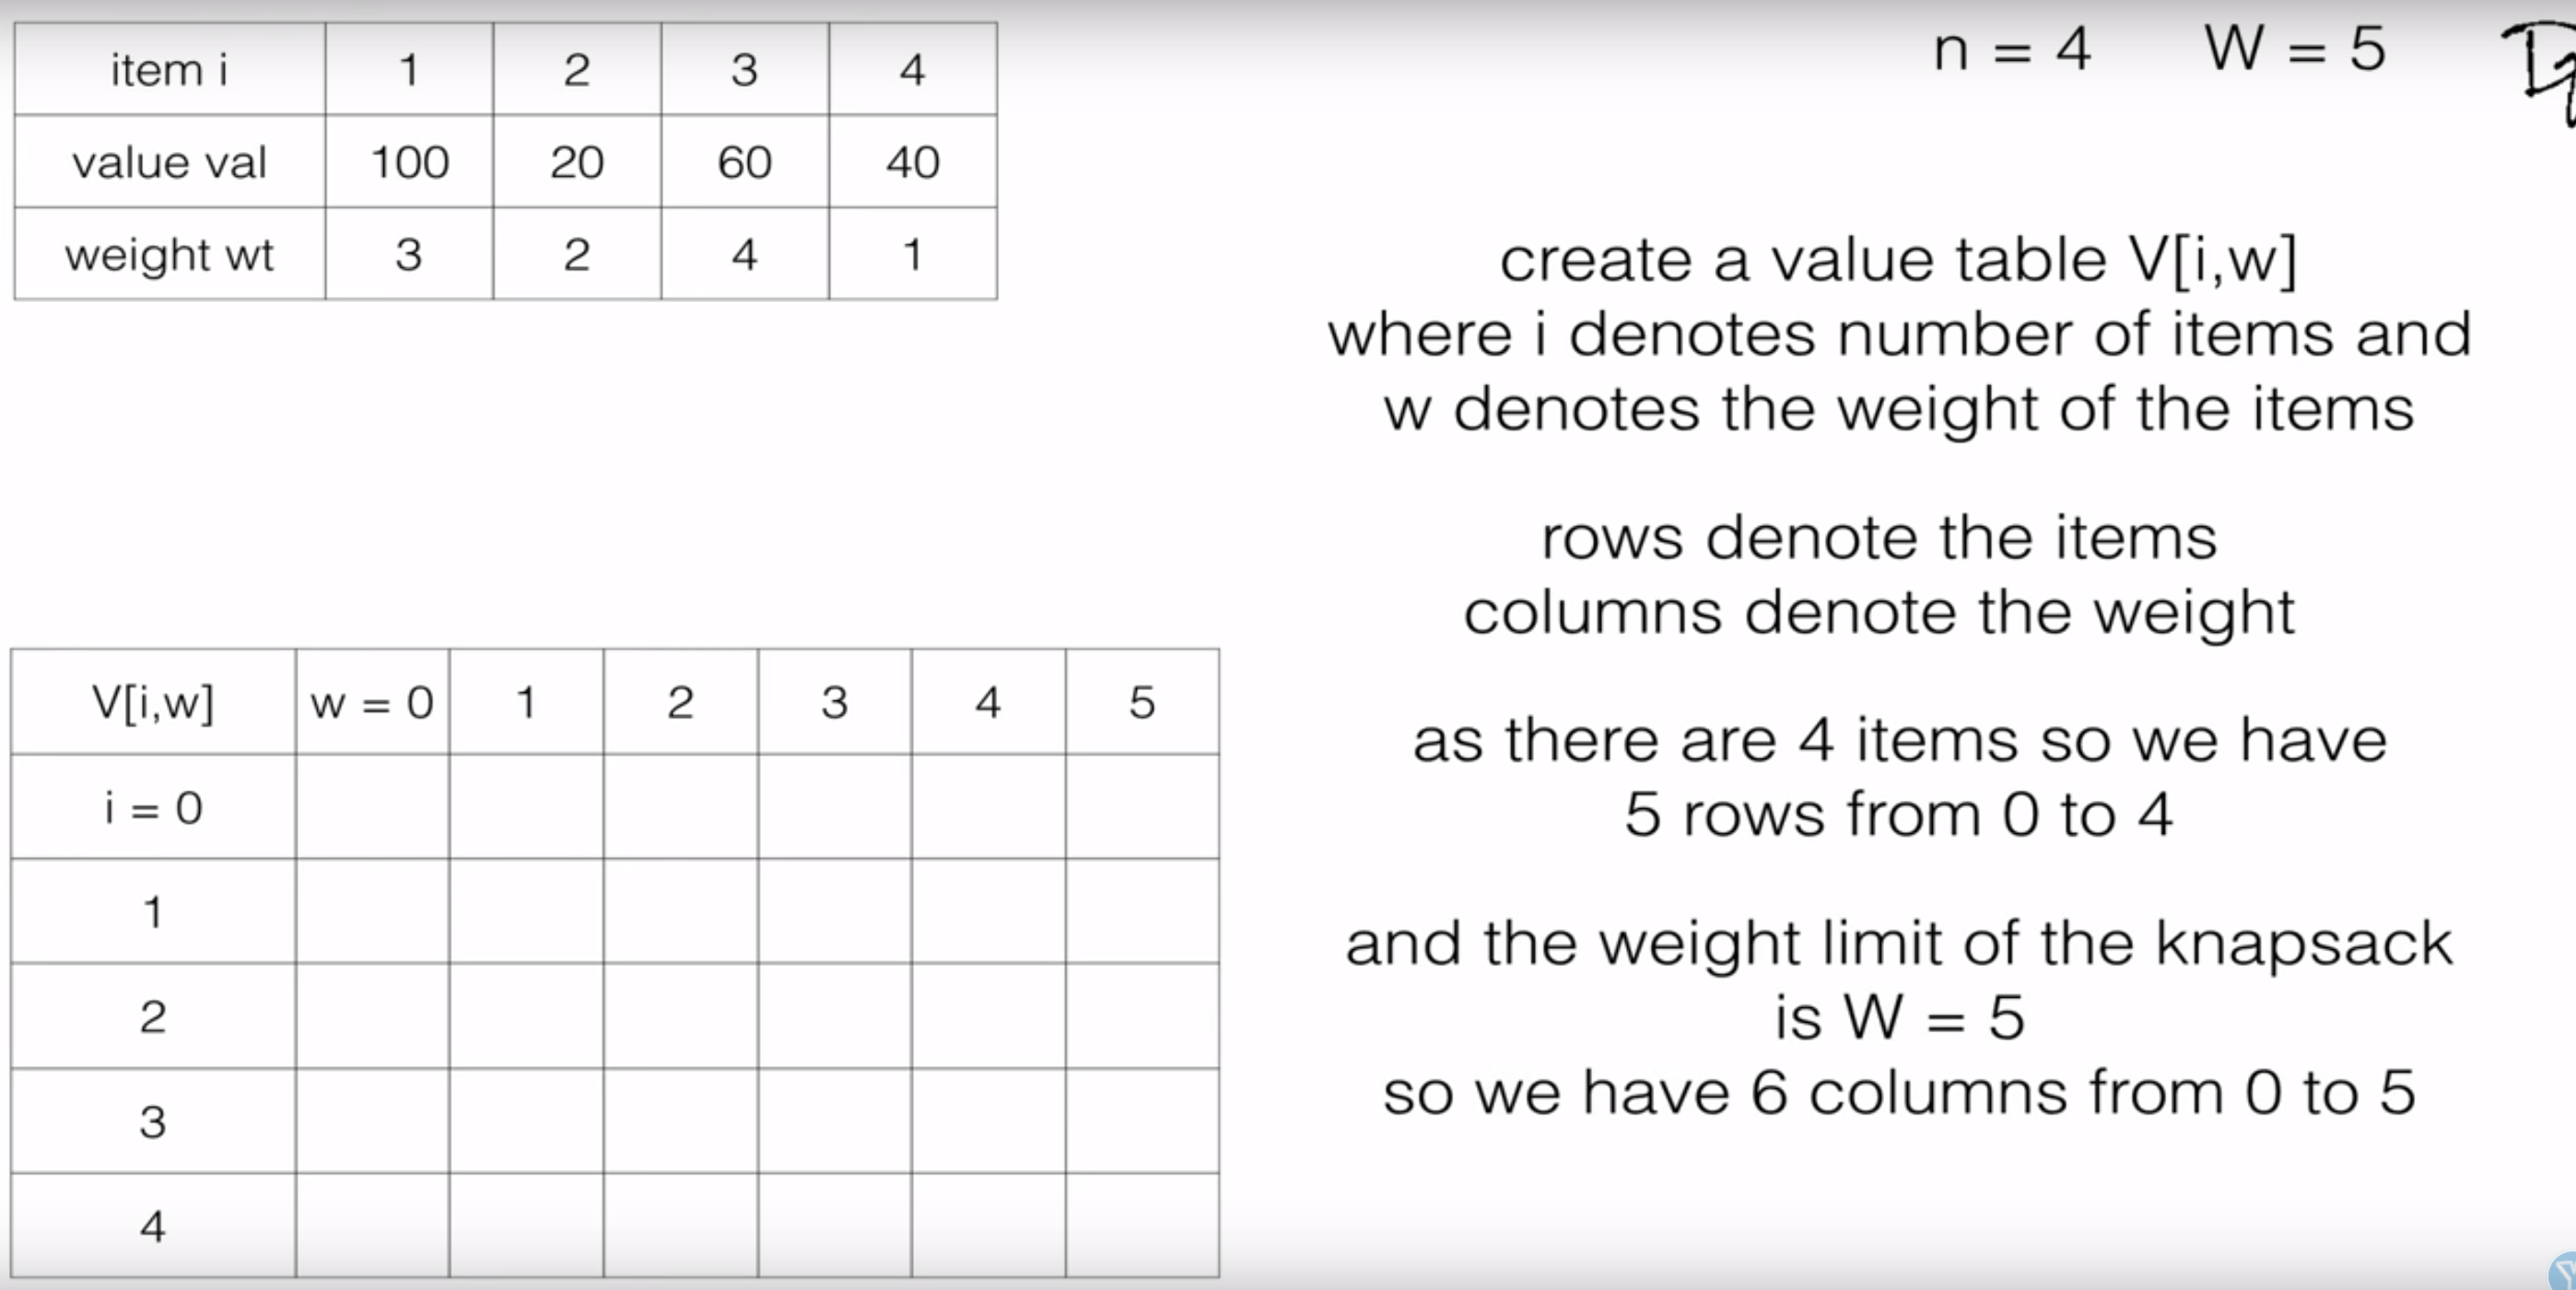 item i 1 2 3 4
value val 100 20 60 40
weight wt 3 2 4 1
n = 4 W = 5
create a value table V[i,w]
where i denotes number of items and
w denotes the weight of the items
rows denote the items
columns denote the weight
as there are 4 items so we have
5 rows from 0 to 4
and the weight limit of the knapsack
is W = 5
so we have 6 columns from 0 to 5
V[i,w] w = 0 1 2 3 4 5
i = 0
1
2
3
4